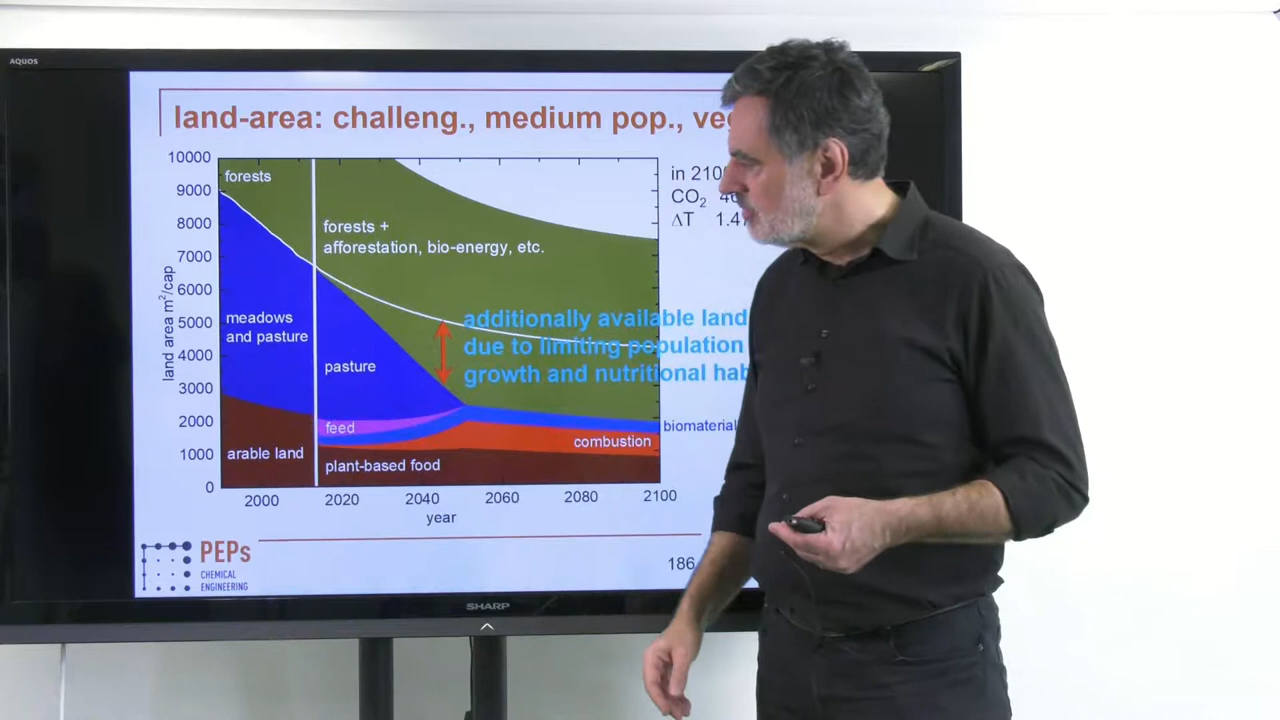 AQUOS
land-area: challeng., medium pop.,
10000
9000
8000
7000
6000
5000
4000
3000
2000
1000
0
land area m²/cap
forests
forests +
afforestation, bio-energy, etc.
meadows
and pasture
pasture
additionally available land
due to limiting population
growth and nutritional
feed
biomaterial
combustion
arable land
plant-based food
2000 2020 2040 2060 2080 2100
year
in
CO₂
ΔT
PEPs
CHEMICAL
ENGINEERING
186
SHARP